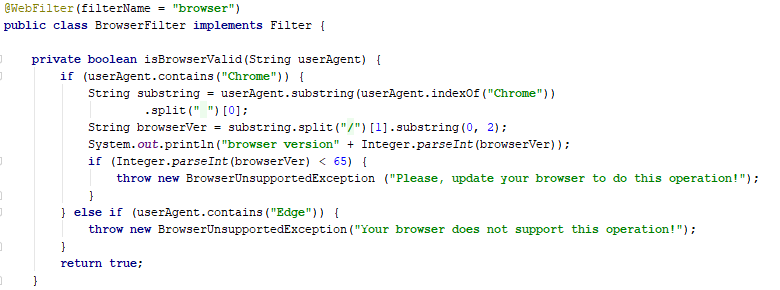 @WebFilter(filterName = "browser")
public class BrowserFilter implements Filter {
private boolean isBrowserValid(String userAgent) {
if (userAgent.contains("Chrome")) {
String substring = userAgent.substring(userAgent.indexOf("Chrome"))
.split(" ")[0];
String browserVer = substring.split("/")[1].substring(0, 2);
System.out.println("browser version" + Integer.parseInt(browserVer));
if (Integer.parseInt(browserVer) < 65) {
throw new BrowserUnsupportedException ("Please, update your browser to do this operation!");
}
} else if (userAgent.contains("Edge")) {
throw new BrowserUnsupportedException("Your browser does not support this operation!");
}
return true;
}